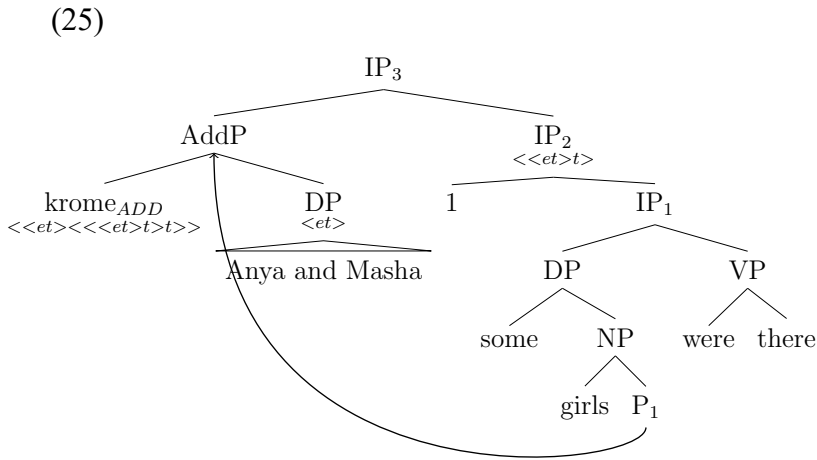 (25)
IP₃
AddP IP₂
<<et>t>
krome_ADD DP 1 IP₁
<<et><<<et>t>t>> <et>
Anya and Masha DP VP
some NP were there
girls P₁